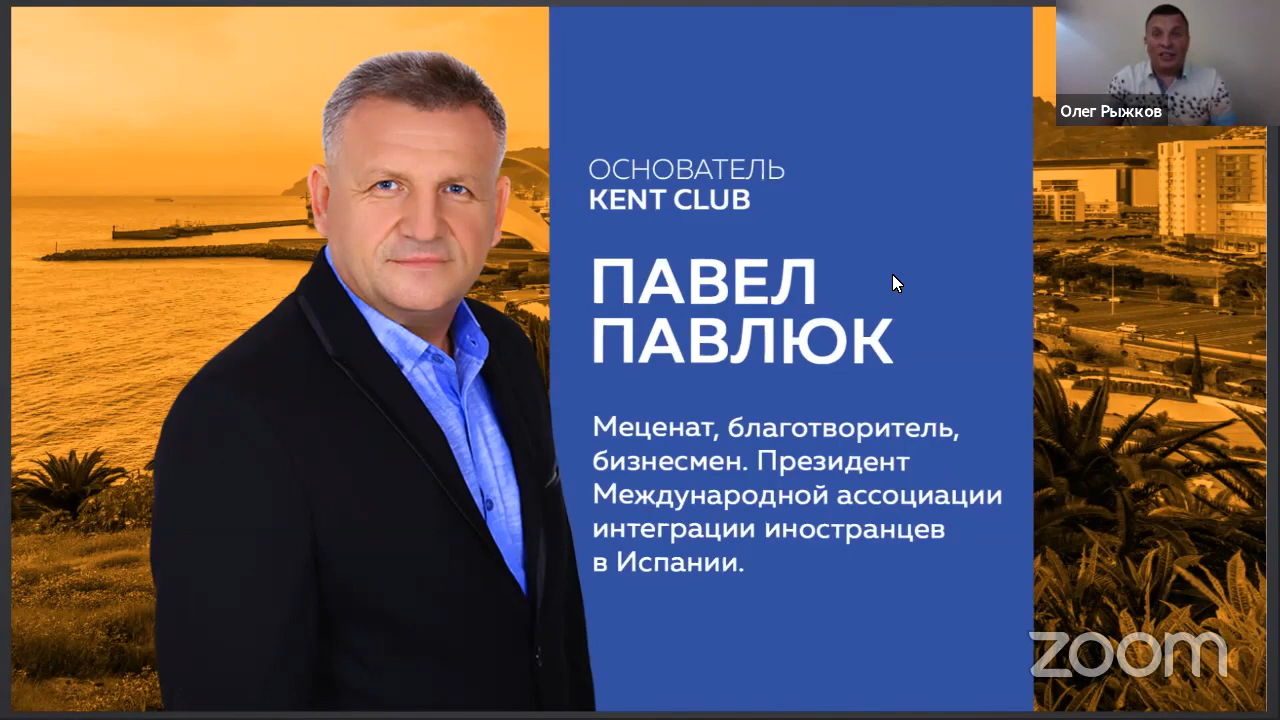 Олег Рыжков
ОСНОВАТЕЛЬ
KENT CLUB
ПАВЕЛ
ПАВЛЮК
Меценат, благотворитель,
бизнесмен. Президент
Международной ассоциации
интеграции иностранцев
в Испании.
zoom